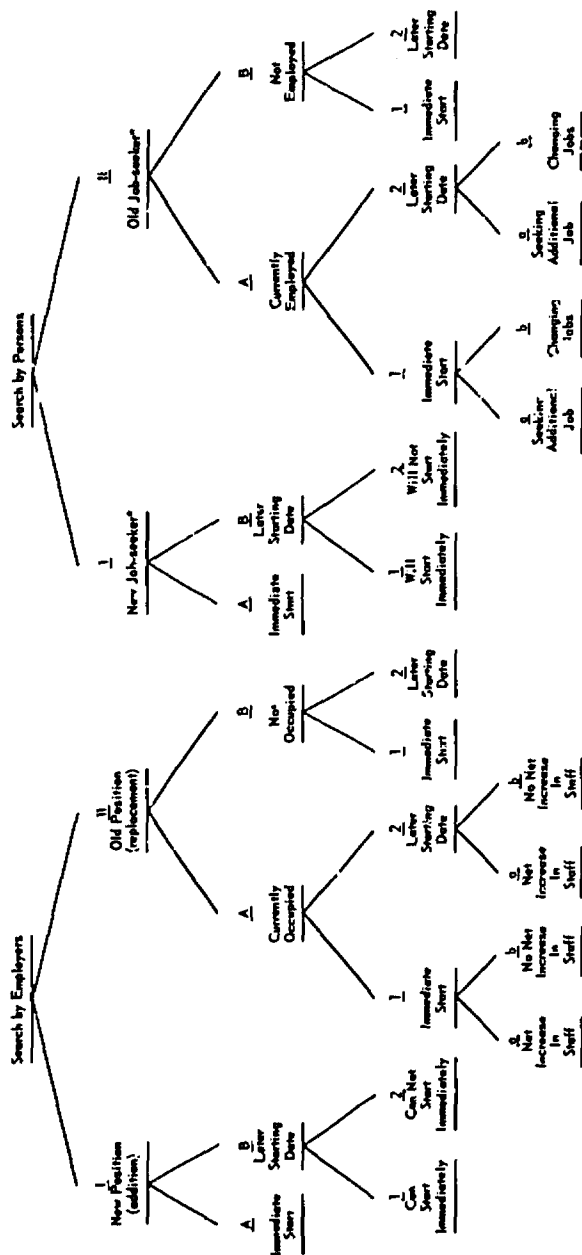 Search by Employers
I
New Position
(addition)
II
Old Position
(replacement)
A
Immediate
Start
B
Later
Starting
Date
A
Currently
Occupied
B
Not
Occupied
1
Can
Start
Immediately
2
Can Not
Start
Immediately
1
Immediate
Start
2
Later
Starting
Date
1
Immediate
Start
2
Later
Starting
Date
a
Net
Increase
In
Staff
b
No Net
Increase
In
Staff
a
Net
Increase
In
Staff
b
No Net
Increase
In
Staff
Search by Persons
I
New Job-seeker*
II
Old Job-seeker*
A
Immediate
Start
B
Later
Starting
Date
A
Currently
Employed
B
Not
Employed
1
Will
Start
Immediately
2
Will Not
Start
Immediately
1
Immediate
Start
2
Later
Starting
Date
1
Immediate
Start
2
Later
Starting
Date
a
Seeking
Additional
Job
b
Changing
Jobs
a
Seeking
Additional
Job
b
Changing
Jobs